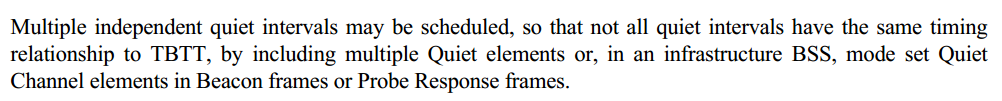 Multiple independent quiet intervals may be scheduled, so that not all quiet intervals have the same timing
relationship to TBTT, by including multiple Quiet elements or, in an infrastructure BSS, mode set Quiet
Channel elements in Beacon frames or Probe Response frames.